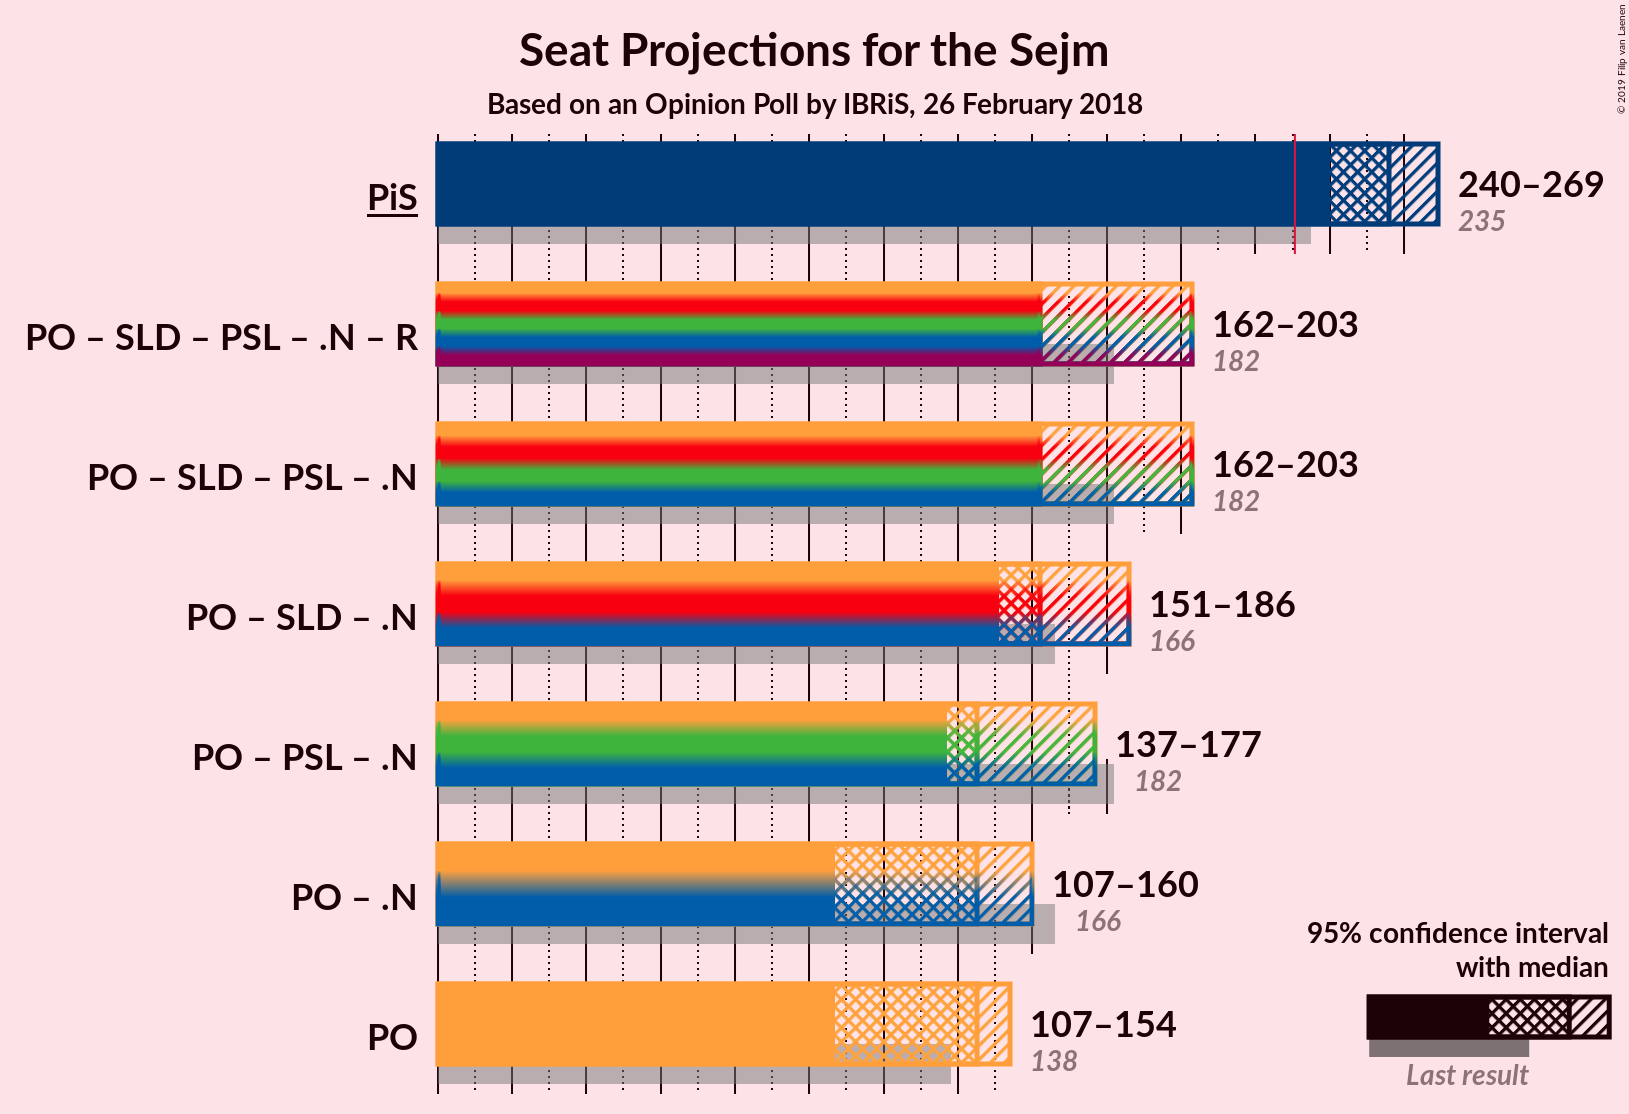 Seat Projections for the Sejm
Based on an Opinion Poll by IBRiS, 26 February 2018
© 2019 Filip van Laenen
PiS
240–269
235
PO – SLD – PSL – .N – R
162–203
182
PO – SLD – PSL – .N
162–203
182
PO – SLD – .N
151–186
166
PO – PSL – .N
137–177
182
PO – .N
107–160
166
PO
107–154
138
95% confidence interval
with median
Last result